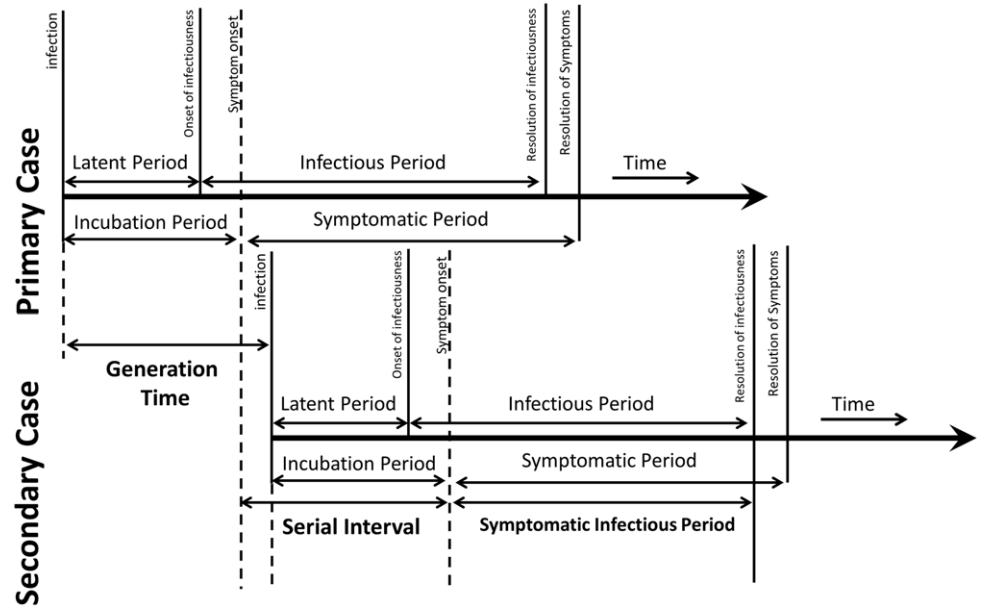 Primary Case
infection
Onset of infectiousness
Symptom onset
Resolution of infectiousness
Resolution of Symptoms
Latent Period
Infectious Period
Time
Incubation Period
Symptomatic Period
Generation
Time
Secondary Case
infection
Onset of infectiousness
Symptom onset
Resolution of infectiousness
Resolution of Symptoms
Latent Period
Infectious Period
Time
Incubation Period
Symptomatic Period
Serial Interval
Symptomatic Infectious Period